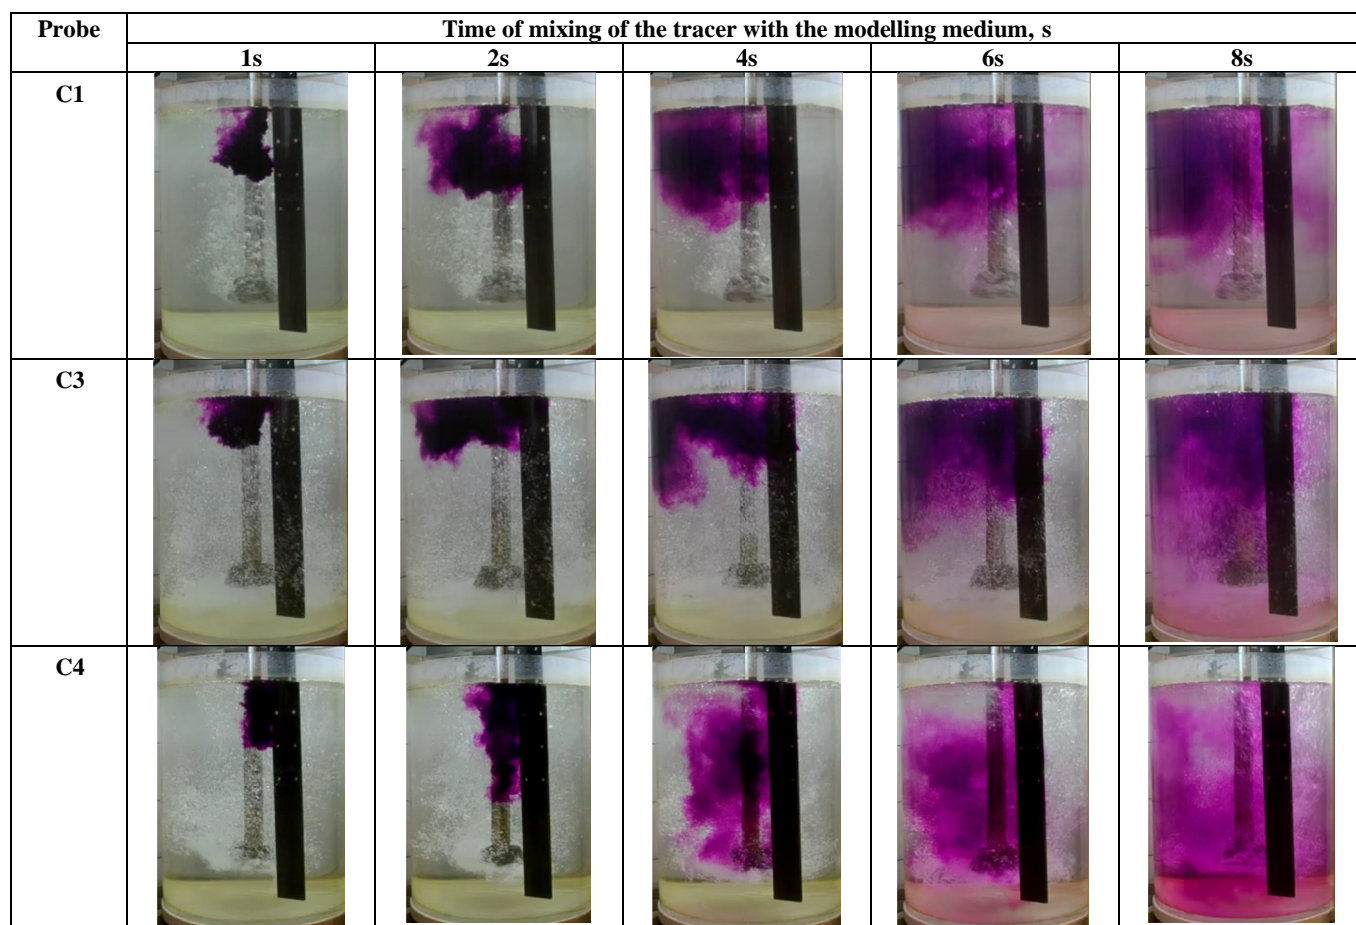 Probe
Time of mixing of the tracer with the modelling medium, s
1s 2s 4s 6s 8s
C1
C3
C4